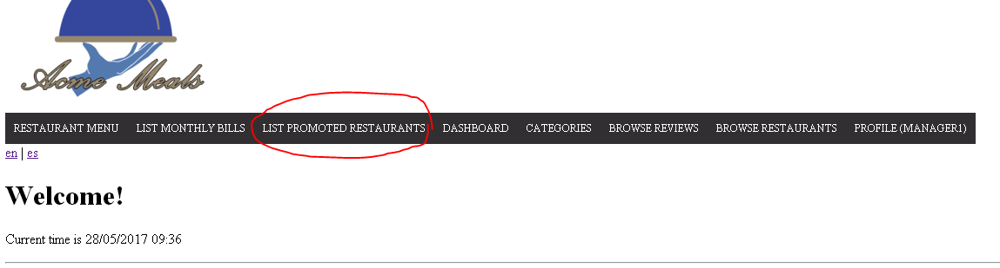 Acme Meals
RESTAURANT MENU LIST MONTHLY BILLS LIST PROMOTED RESTAURANTS DASHBOARD CATEGORIES BROWSE REVIEWS BROWSE RESTAURANTS PROFILE (MANAGER1)
en | es
Welcome!
Current time is 28/05/2017 09:36